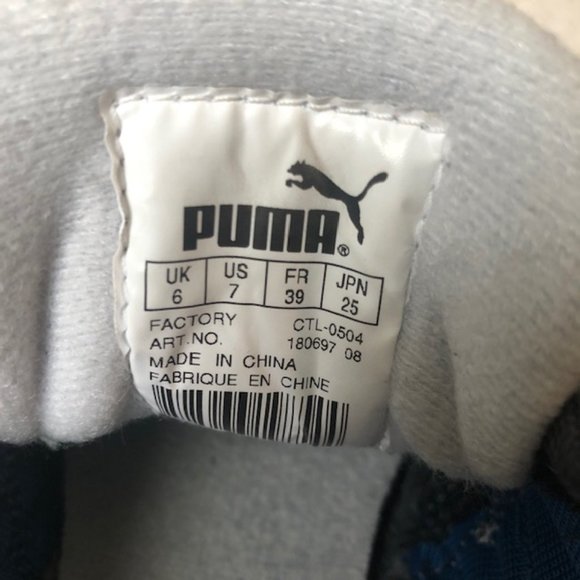 PUMA®
UK US FR JPN
6 7 39 25
FACTORY CTL-0504
ART.NO. 180697 08
MADE IN CHINA
FABRIQUE EN CHINE